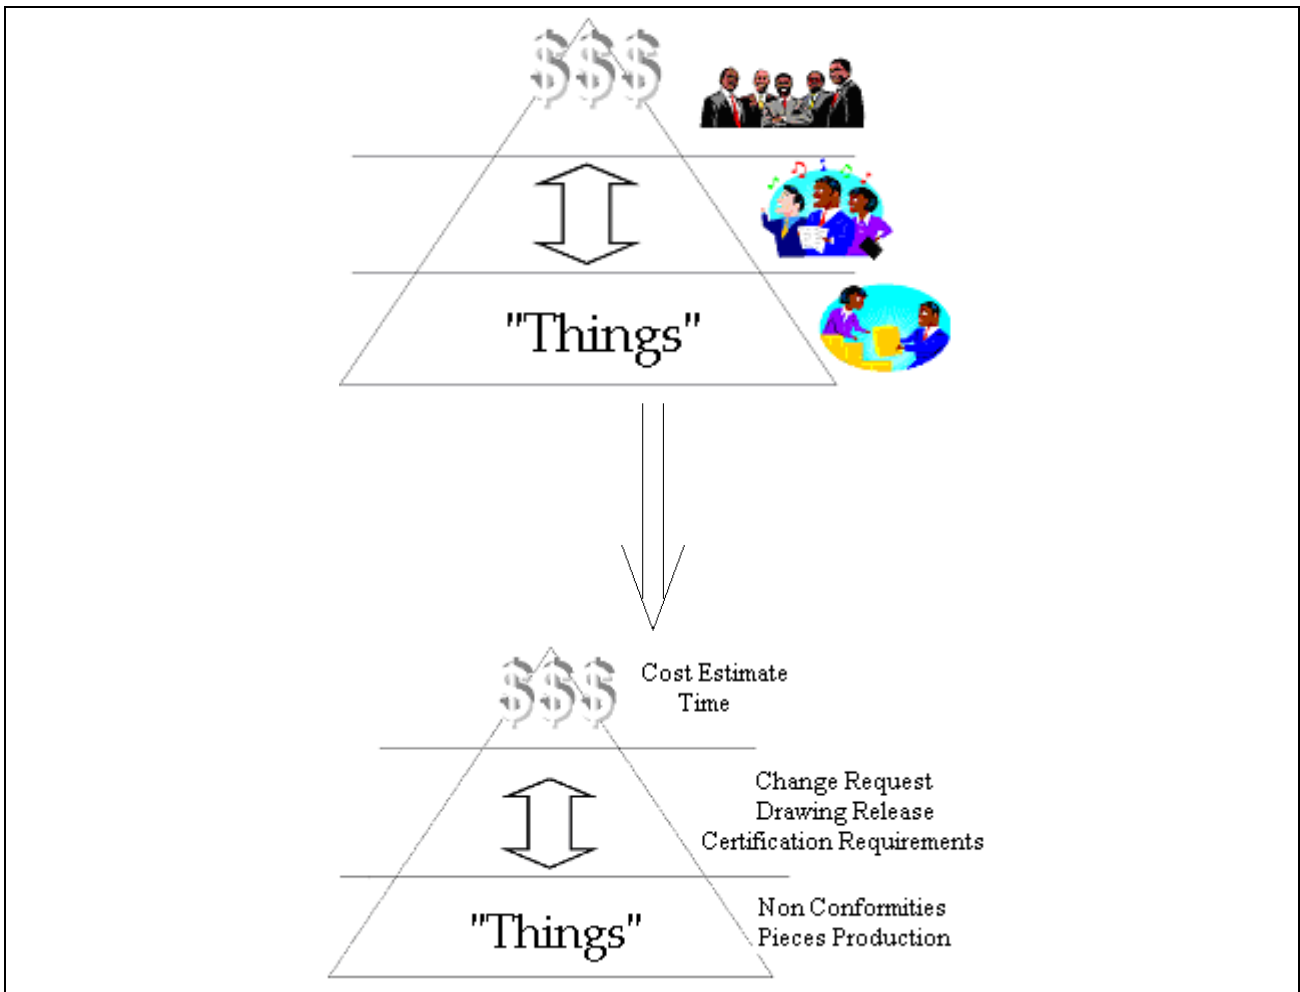 $$$
"Things"
$$$
Cost Estimate
Time
Change Request
Drawing Release
Certification Requirements
"Things"
Non Conformities
Pieces Production